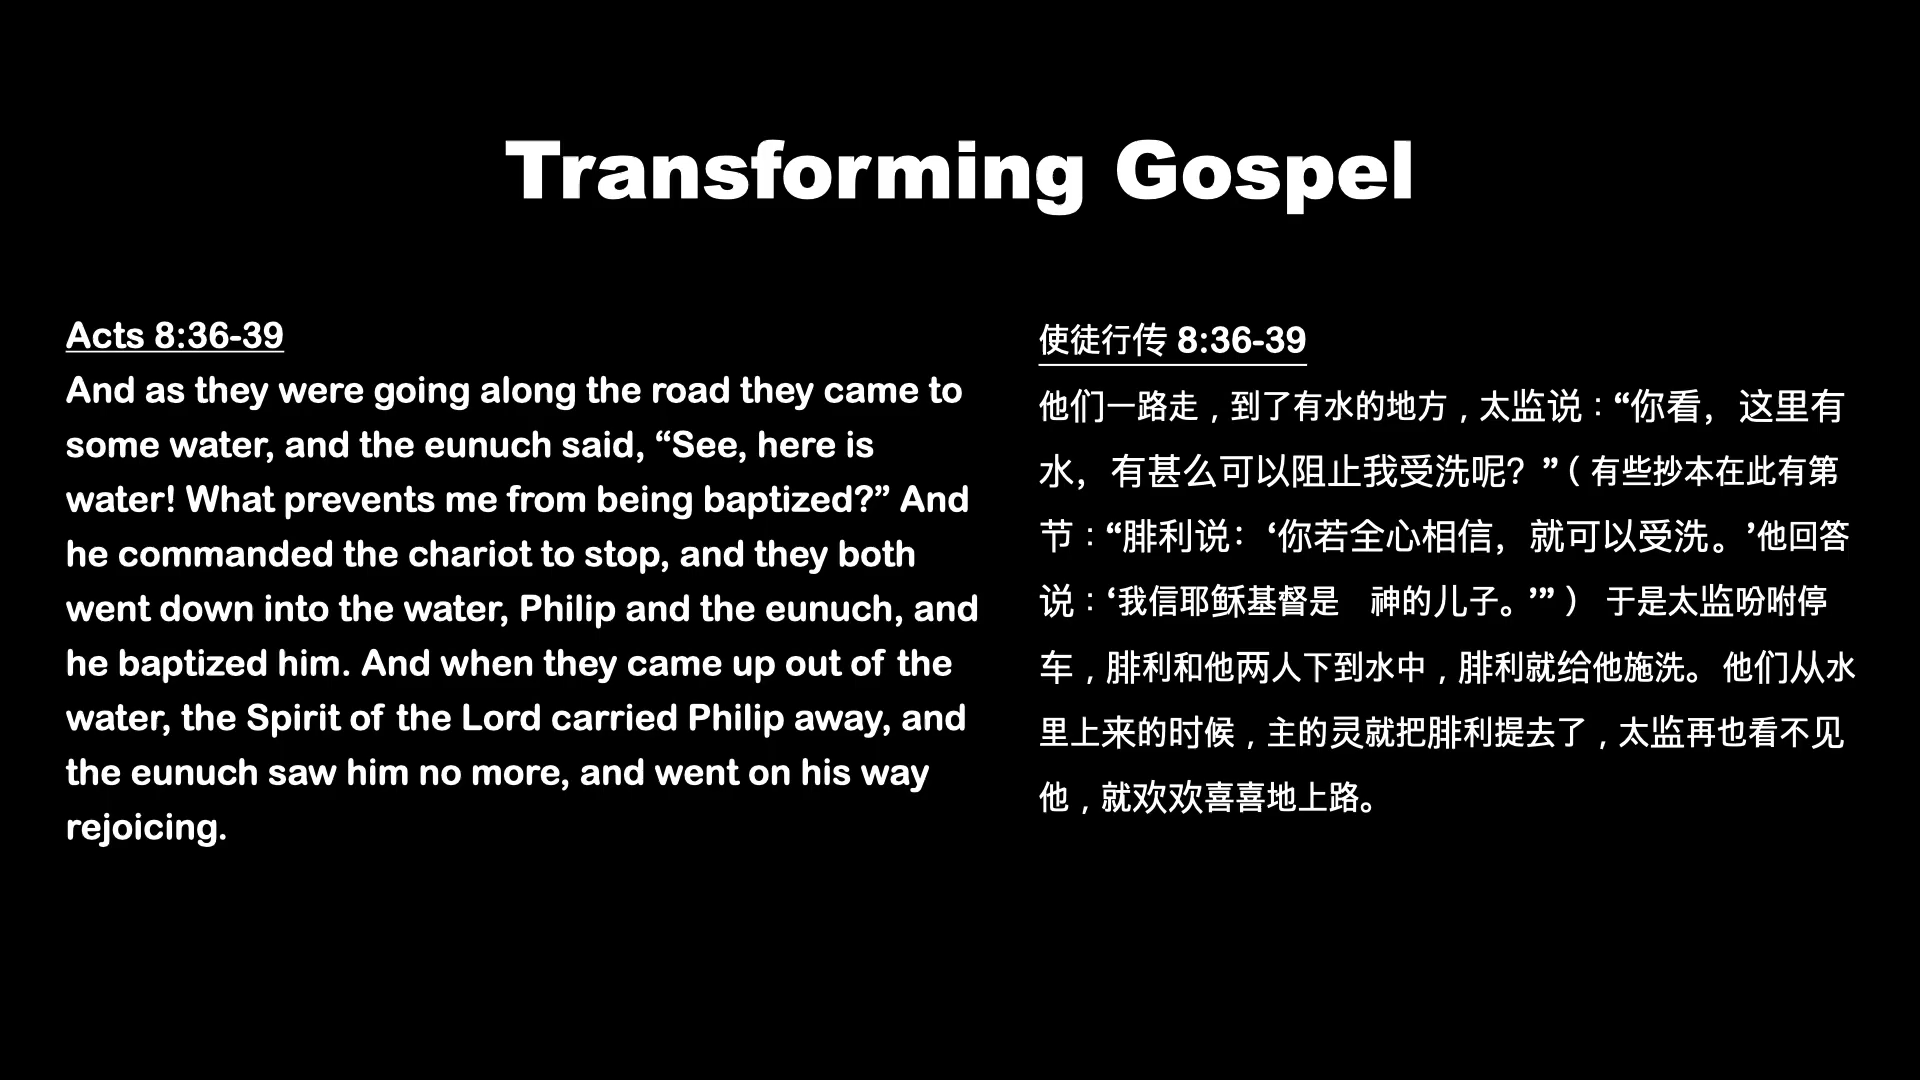 Transforming Gospel
Acts 8:36-39
And as they were going along the road they came to
some water, and the eunuch said, “See, here is
water! What prevents me from being baptized?” And
he commanded the chariot to stop, and they both
went down into the water, Philip and the eunuch, and
he baptized him. And when they came up out of the
water, the Spirit of the Lord carried Philip away, and
the eunuch saw him no more, and went on his way
rejoicing.
使徒行传 8:36-39
他们一路走，到了有水的地方，太监说：“你看，这里有
水，有甚么可以阻止我受洗呢？”（有些抄本在此有第
节：“腓利说：‘你若全心相信，就可以受洗。’他回答
说：‘我信耶稣基督是　神的儿子。’”） 于是太监吩咐停
车，腓利和他两人下到水中，腓利就给他施洗。他们从水
里上来的时候，主的灵就把腓利提去了，太监再也看不见
他，就欢欢喜喜地上路。